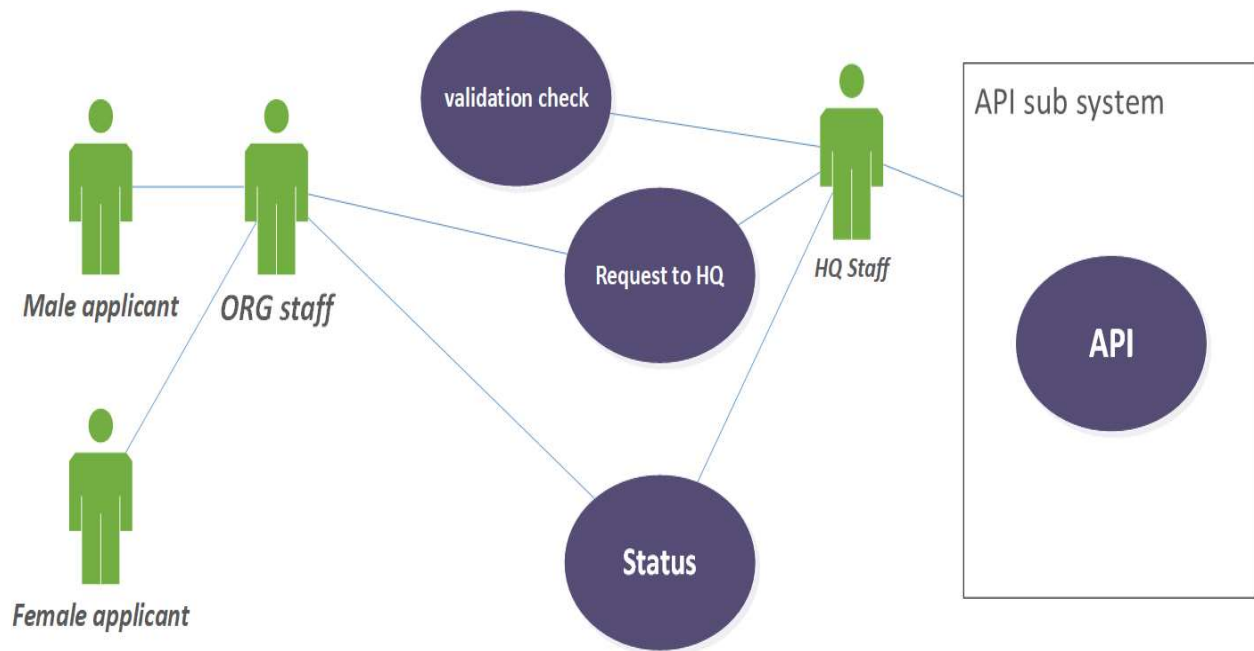 validation check
API sub system
Male applicant
ORG staff
Request to HQ
HQ Staff
API
Status
Female applicant